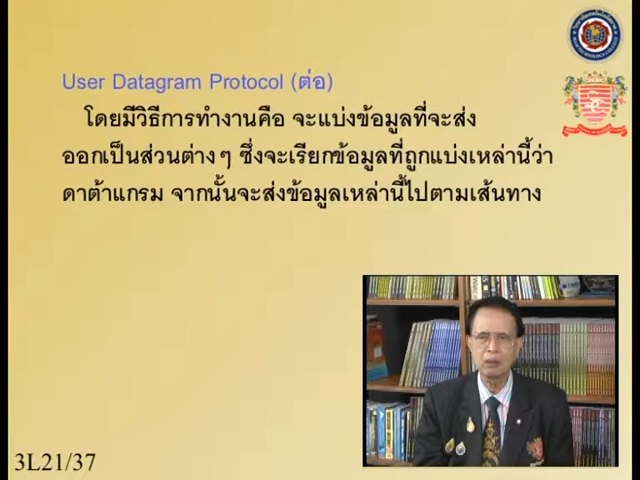 User Datagram Protocol (ต่อ)
โดยมีวิธีการทำงานคือ จะแบ่งข้อมูลที่จะส่ง
ออกเป็นส่วนต่างๆ ซึ่งจะเรียกข้อมูลที่ถูกแบ่งเหล่านี้ว่า
ดาต้าแกรม จากนั้นจะส่งข้อมูลเหล่านี้ไปตามเส้นทาง
3L21/37